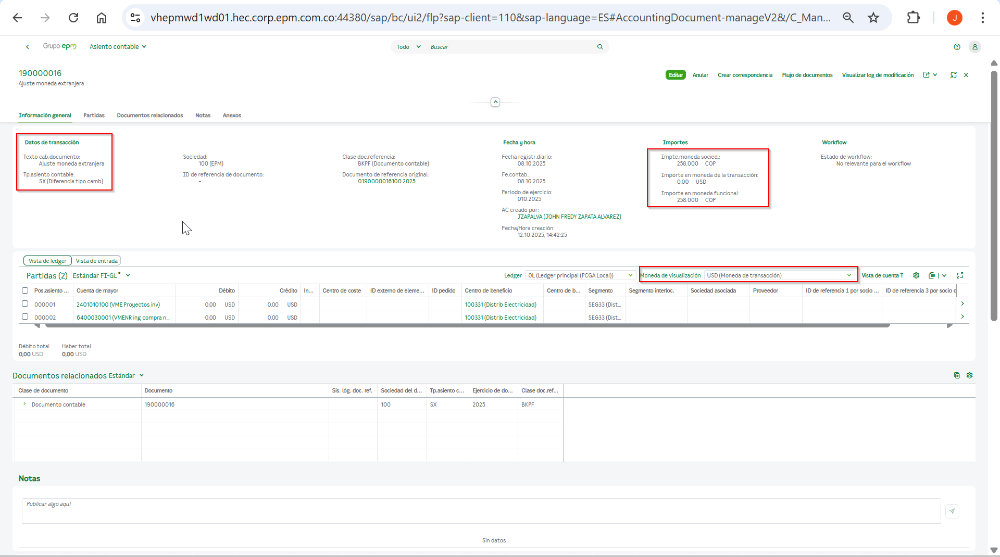 vhepmwd1wd01.hec.corp.epm.com.co:44380/sap/bc/ui2/flp?sap-client=110&sap-language=ES#AccountingDocument-manageV2&/C_Man...
J
Grupo·epm
Asiento contable
Todo
Buscar
190000016
Ajuste moneda extranjera
Editar
Anular
Crear correspondencia
Flujo de documentos
Visualizar log de modificación
Información general
Partidas
Documentos relacionados
Notas
Anexos
Datos de transacción
Texto cab.documento:
Ajuste moneda extranjera
Tp.asiento contable:
SX (Diferencia tipo camb)
Sociedad:
100 (EPM)
ID de referencia de documento:
–
Clase doc.referencia:
BKPF (Documento contable)
Documento de referencia original:
0190000016100 2025
Fecha y hora
Fecha registr.diario:
08.10.2025
Fe.contab.:
08.10.2025
Período de ejercicio:
010.2025
AC creado por:
JZAPALVA (JOHN FREDY ZAPATA ALVAREZ)
Fecha/Hora creación:
12.10.2025, 14:42:25
Importes
Impte.moneda socied.:
258.000 COP
Importe en moneda de la transacción:
0,00 USD
Importe en moneda funcional:
258.000 COP
Workflow
Estado de workflow:
No relevante para el workflow
Vista de ledger
Vista de entrada
Partidas (2)
Estándar FI-GL
Ledger
0L (Ledger principal (PCGA Local))
Moneda de visualización
USD (Moneda de transacción)
Vista de cuenta T
Pos.asiento ... Cuenta de mayor Débito Crédito In... Centro de coste ID externo de eleme... ID pedido Centro de beneficio Centro de b... Segmento Segmento interloc. Sociedad asociada Proveedor ID de referencia 1 por socio ... ID de referencia 3 por socio c
000001 2401010100 (VME Proyectos inv) 0,00 USD 0,00 USD 100331 (Distrib Electricidad) SEG33 (Dist...
000002 6400030001 (VMENR ing compra n... 0,00 USD 0,00 USD 100331 (Distrib Electricidad) SEG33 (Dist...
Débito total Haber total
0,00 USD 0,00 USD
Documentos relacionados
Estándar
Clase de documento Documento Sis. lóg. doc. ref. Sociedad del d... Tp.asiento c... Ejercicio de do... Clase doc.ref...
Documento contable 190000016 100 SX 2025 BKPF
Notas
Publicar algo aquí
Sin datos